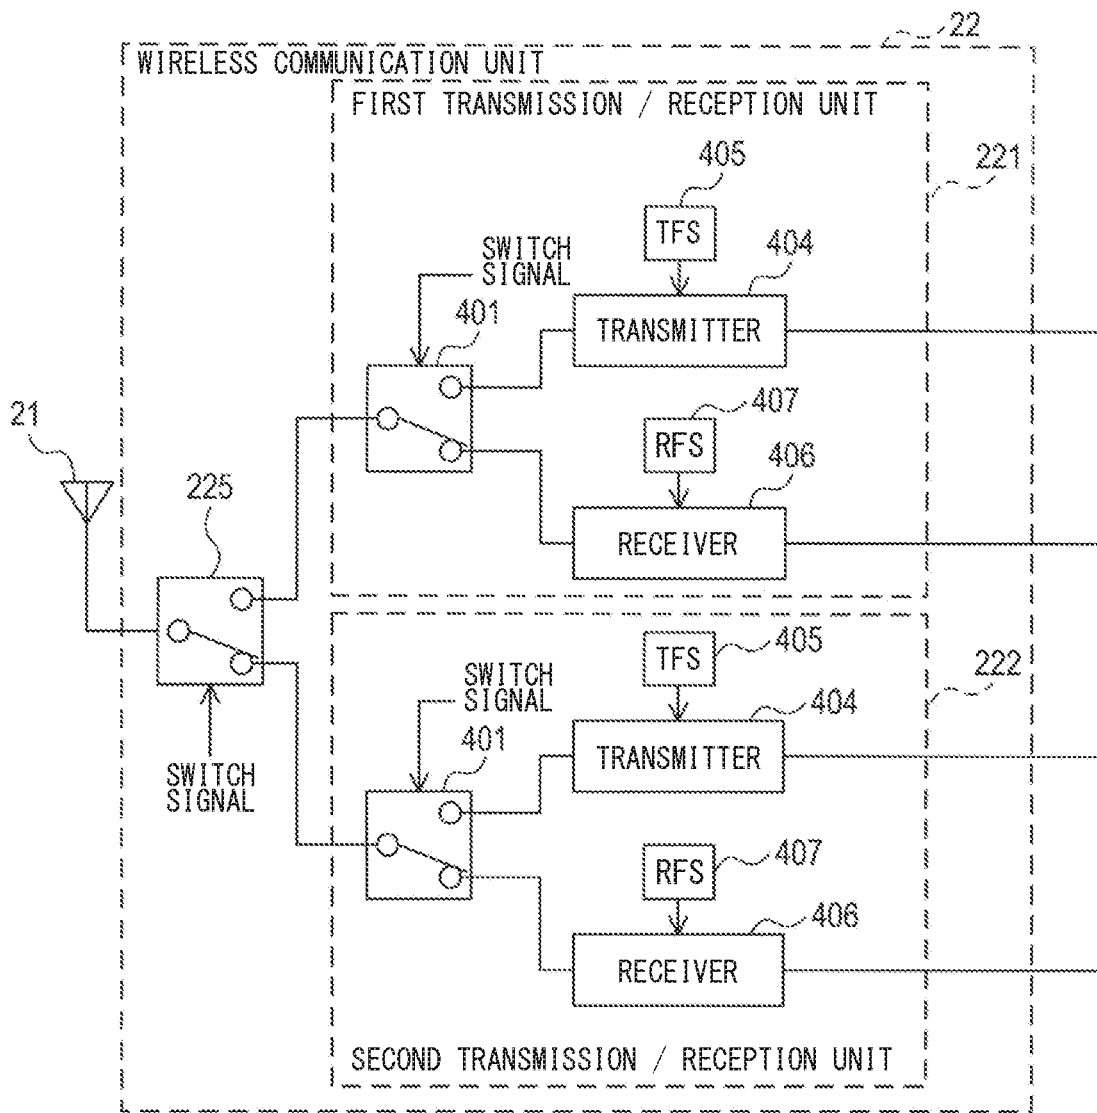 22
WIRELESS COMMUNICATION UNIT
FIRST TRANSMISSION / RECEPTION UNIT
405
221
TFS
404
SWITCH
SIGNAL
401
TRANSMITTER
407
21
RFS
406
225
RECEIVER
405
TFS
222
SWITCH
SIGNAL
404
401
TRANSMITTER
SWITCH
SIGNAL
407
RFS
406
RECEIVER
SECOND TRANSMISSION / RECEPTION UNIT